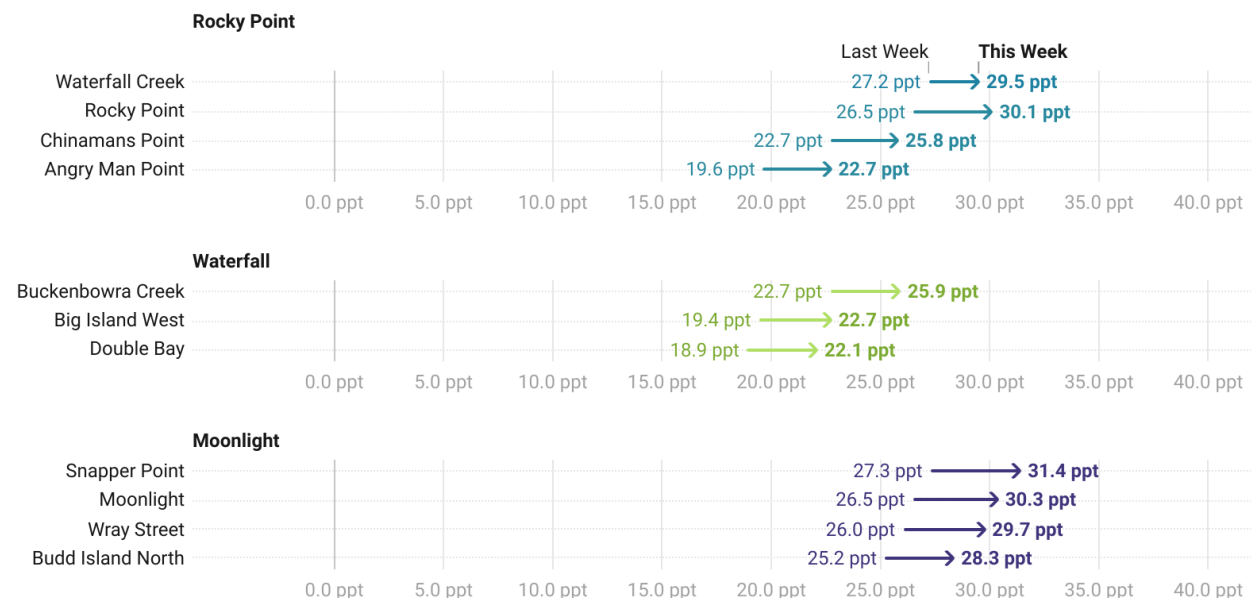 Rocky Point
Last Week This Week
Waterfall Creek 27.2 ppt 29.5 ppt
Rocky Point 26.5 ppt 30.1 ppt
Chinamans Point 22.7 ppt 25.8 ppt
Angry Man Point 19.6 ppt 22.7 ppt
0.0 ppt 5.0 ppt 10.0 ppt 15.0 ppt 20.0 ppt 25.0 ppt 30.0 ppt 35.0 ppt 40.0 ppt
Waterfall
Buckenbowra Creek 22.7 ppt 25.9 ppt
Big Island West 19.4 ppt 22.7 ppt
Double Bay 18.9 ppt 22.1 ppt
0.0 ppt 5.0 ppt 10.0 ppt 15.0 ppt 20.0 ppt 25.0 ppt 30.0 ppt 35.0 ppt 40.0 ppt
Moonlight
Snapper Point 27.3 ppt 31.4 ppt
Moonlight 26.5 ppt 30.3 ppt
Wray Street 26.0 ppt 29.7 ppt
Budd Island North 25.2 ppt 28.3 ppt
0.0 ppt 5.0 ppt 10.0 ppt 15.0 ppt 20.0 ppt 25.0 ppt 30.0 ppt 35.0 ppt 40.0 ppt